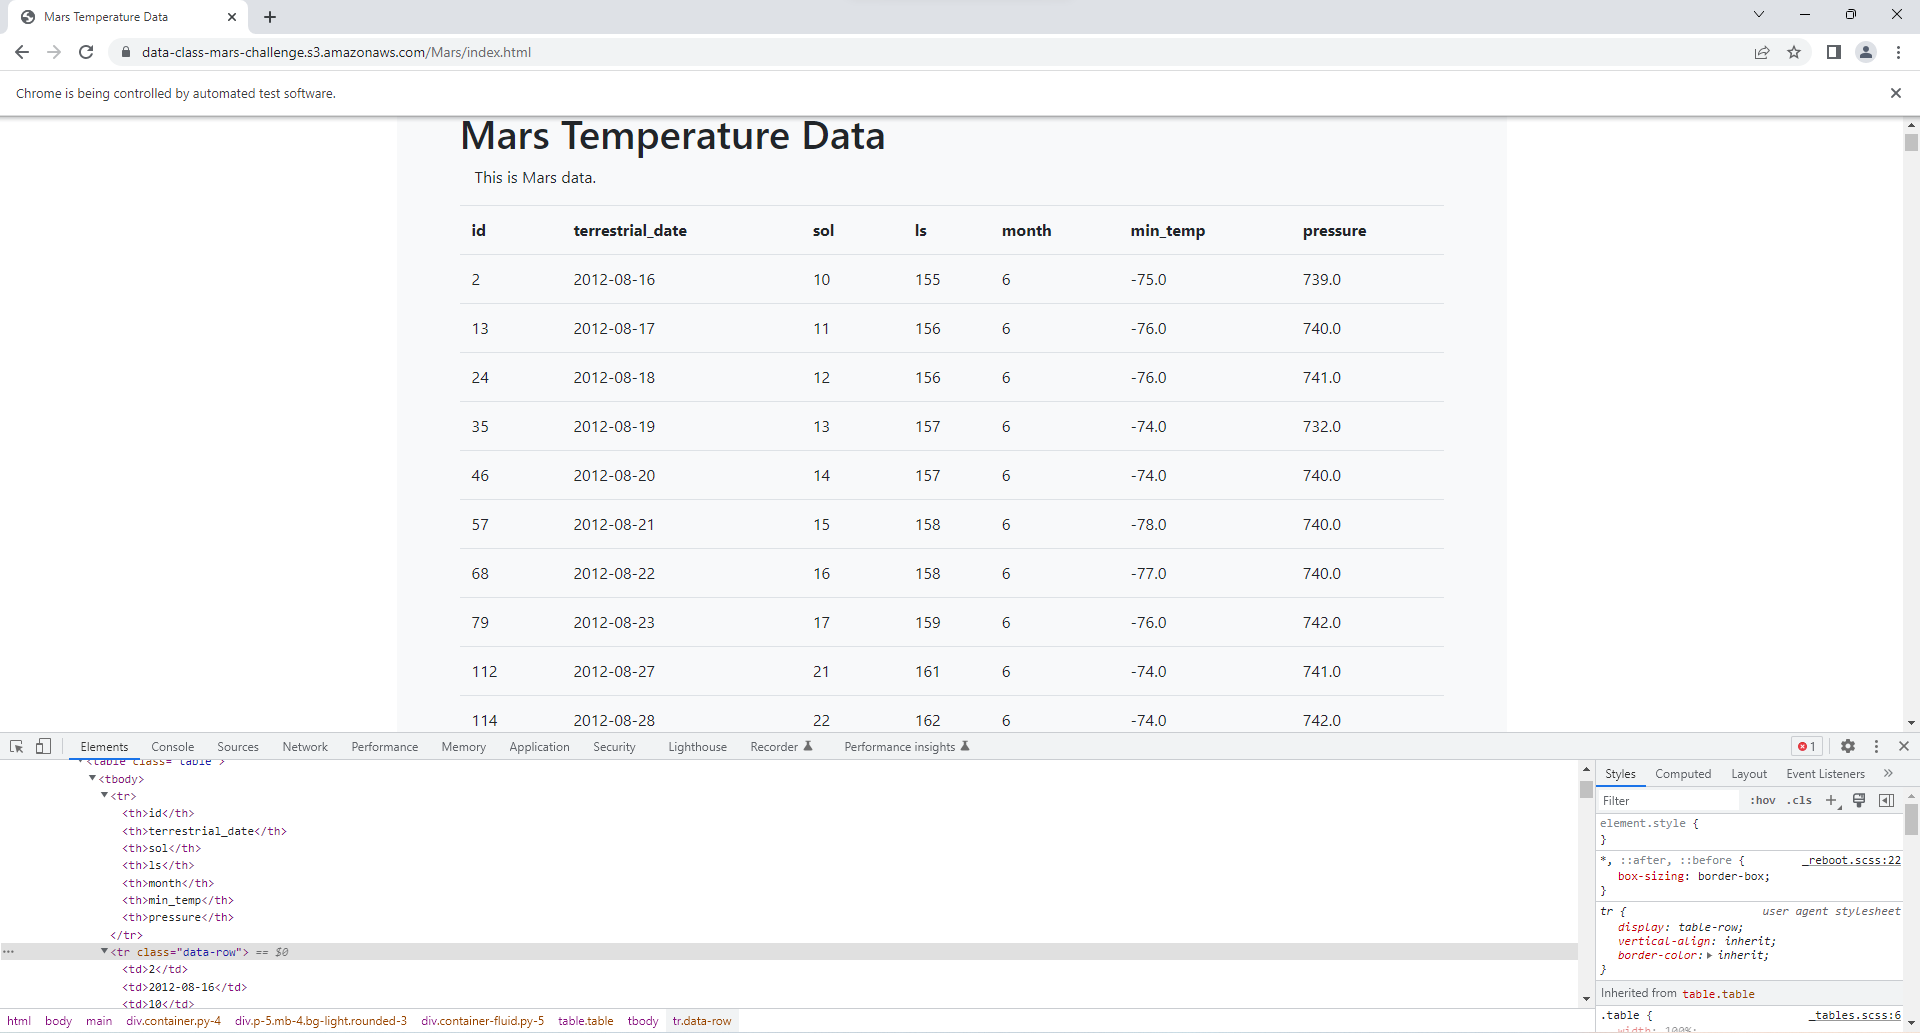 Mars Temperature Data
data-class-mars-challenge.s3.amazonaws.com/Mars/index.html
Chrome is being controlled by automated test software.
Mars Temperature Data
This is Mars data.
id terrestrial_date sol ls month min_temp pressure
2 2012-08-16 10 155 6 -75.0 739.0
13 2012-08-17 11 156 6 -76.0 740.0
24 2012-08-18 12 156 6 -76.0 741.0
35 2012-08-19 13 157 6 -74.0 732.0
46 2012-08-20 14 157 6 -74.0 740.0
57 2012-08-21 15 158 6 -78.0 740.0
68 2012-08-22 16 158 6 -77.0 740.0
79 2012-08-23 17 159 6 -76.0 742.0
112 2012-08-27 21 161 6 -74.0 741.0
114 2012-08-28 22 162 6 -74.0 742.0
Elements Console Sources Network Performance Memory Application Security Lighthouse Recorder Performance insights 1
<table class="table">
<tbody>
<tr>
<th>id</th>
<th>terrestrial_date</th>
<th>sol</th>
<th>ls</th>
<th>month</th>
<th>min_temp</th>
<th>pressure</th>
</tr>
<tr class="data-row"> == $0
<td>2</td>
<td>2012-08-16</td>
<td>10</td>
html body main div.container.py-4 div.p-5.mb-4.bg-light.rounded-3 div.container-fluid.py-5 table.table tbody tr.data-row
Styles Computed Layout Event Listeners »
Filter :hov .cls +
element.style {
}
*, ::after, ::before { _reboot.scss:22
box-sizing: border-box;
}
tr { user agent stylesheet
display: table-row;
vertical-align: inherit;
border-color: inherit;
}
Inherited from table.table
.table { _tables.scss:6
width: 100%;